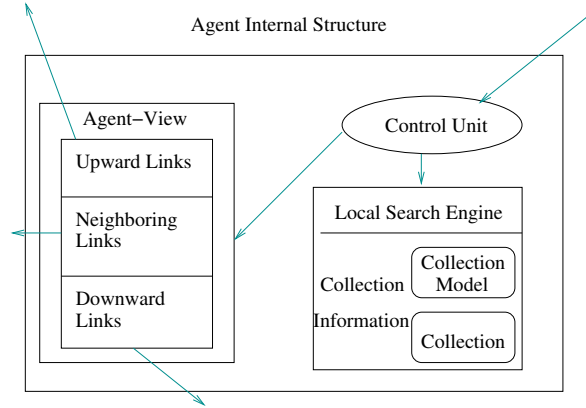 Agent Internal Structure
Agent-View
Upward Links
Neighboring
Links
Downward
Links
Control Unit
Local Search Engine
Collection
Information
Collection
Model
Collection